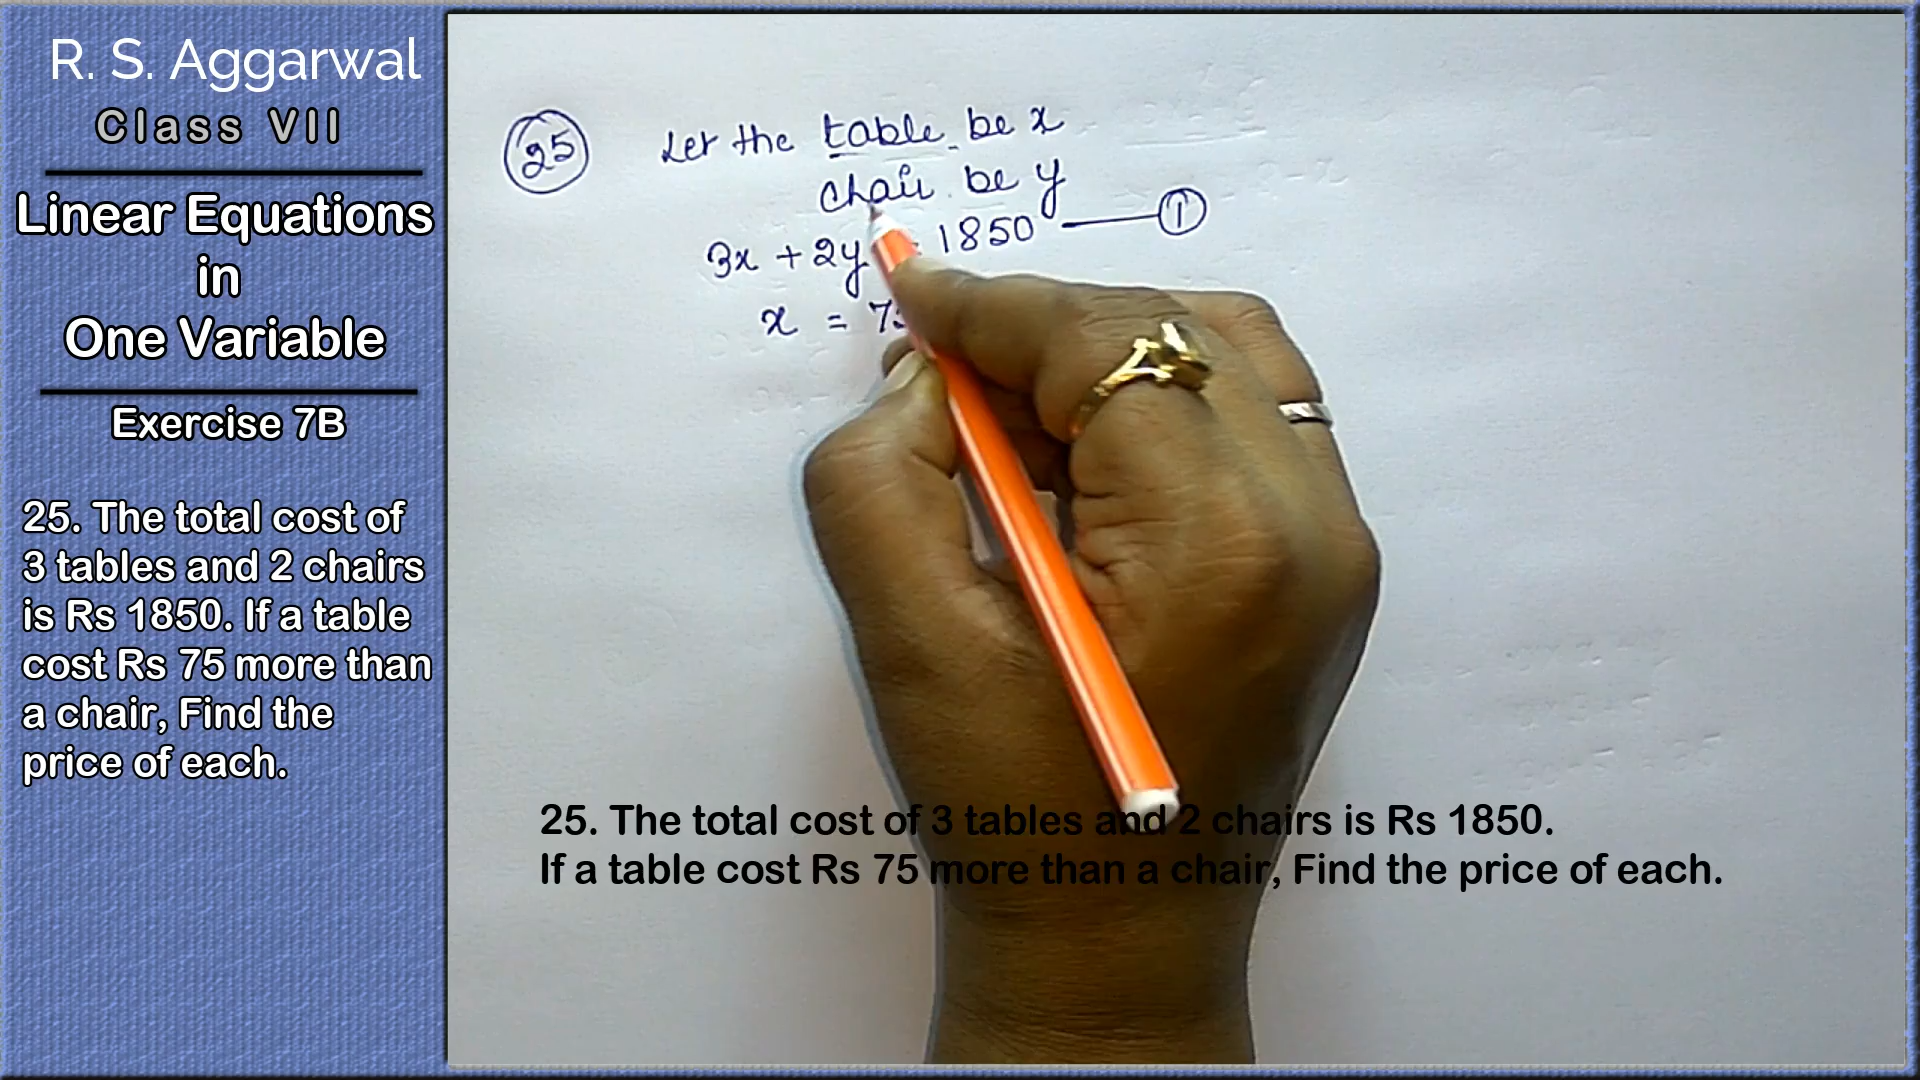 R. S. Aggarwal
Class VII
Linear Equations
in
One Variable
Exercise 7B
25. The total cost of
3 tables and 2 chairs
is Rs 1850. If a table
cost Rs 75 more than
a chair, Find the
price of each.
25 Let the table be x
chair be y
3x + 2y = 1850 — 1
x = 7
25. The total cost of 3 tables and 2 chairs is Rs 1850.
If a table cost Rs 75 more than a chair, Find the price of each.